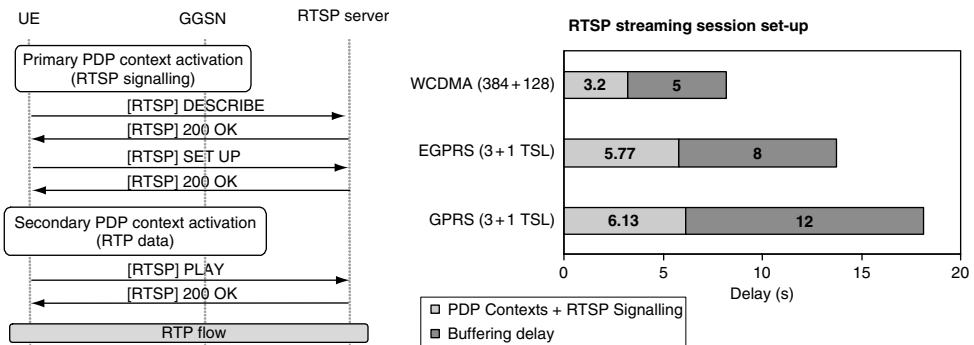 UE
GGSN
RTSP server
Primary PDP context activation
(RTSP signalling)
[RTSP] DESCRIBE
[RTSP] 200 OK
[RTSP] SET UP
[RTSP] 200 OK
Secondary PDP context activation
(RTP data)
[RTSP] PLAY
[RTSP] 200 OK
RTP flow
RTSP streaming session set-up
WCDMA (384+128)
3.2
5
EGPRS (3+1 TSL)
5.77
8
GPRS (3+1 TSL)
6.13
12
0
5
10
15
20
Delay (s)
PDP Contexts + RTSP Signalling
Buffering delay